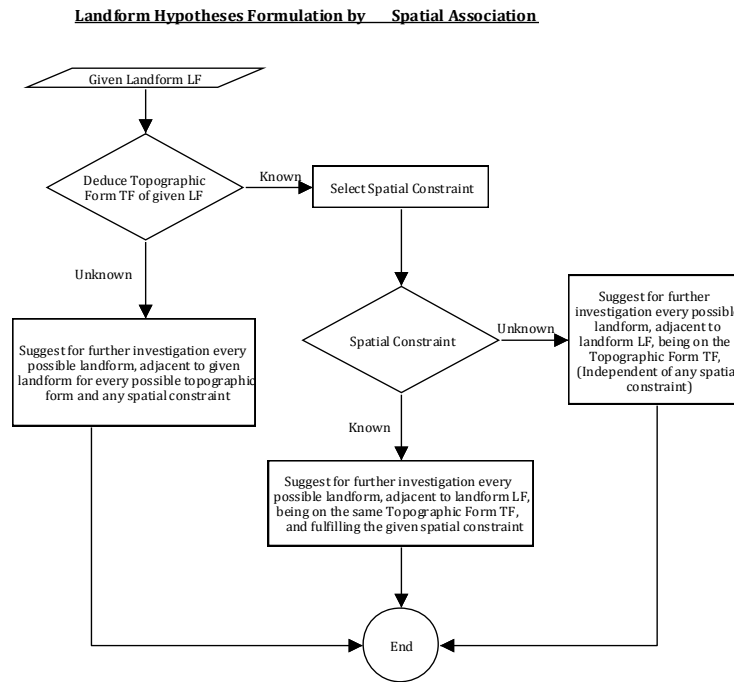 Landform Hypotheses Formulation by Spatial Association
Given Landform LF
Deduce Topographic
Form TF of given LF
Known
Select Spatial Constraint
Unknown
Suggest for further investigation every
possible landform, adjacent to given
landform for every possible topographic
form and any spatial constraint
Spatial Constraint
Unknown
Suggest for further
investigation every possible
landform, adjacent to
landform LF, being on the
Topographic Form TF,
(Independent of any spatial
constraint)
Known
Suggest for further investigation every
possible landform, adjacent to landform LF,
being on the same Topographic Form TF,
and fulfilling the given spatial constraint
End